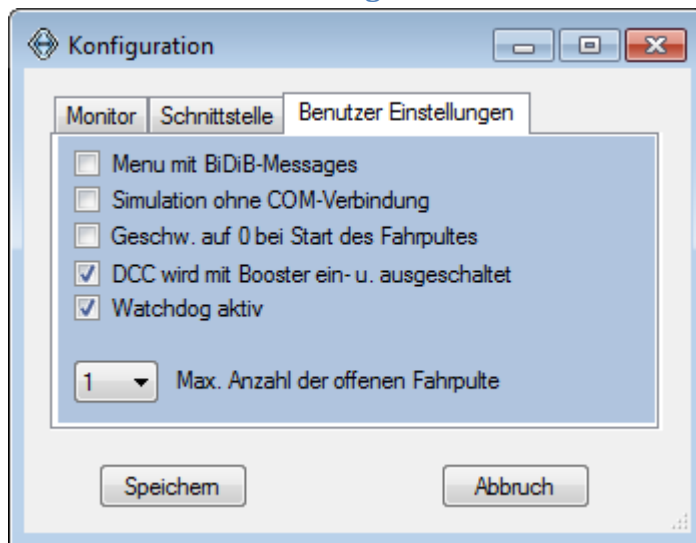 Konfiguration
Monitor Schnittstelle Benutzer Einstellungen
Menu mit BiDiB-Messages
Simulation ohne COM-Verbindung
Geschw. auf 0 bei Start des Fahrpultes
DCC wird mit Booster ein- u. ausgeschaltet
Watchdog aktiv
1 Max. Anzahl der offenen Fahrpulte
Speichern Abbruch